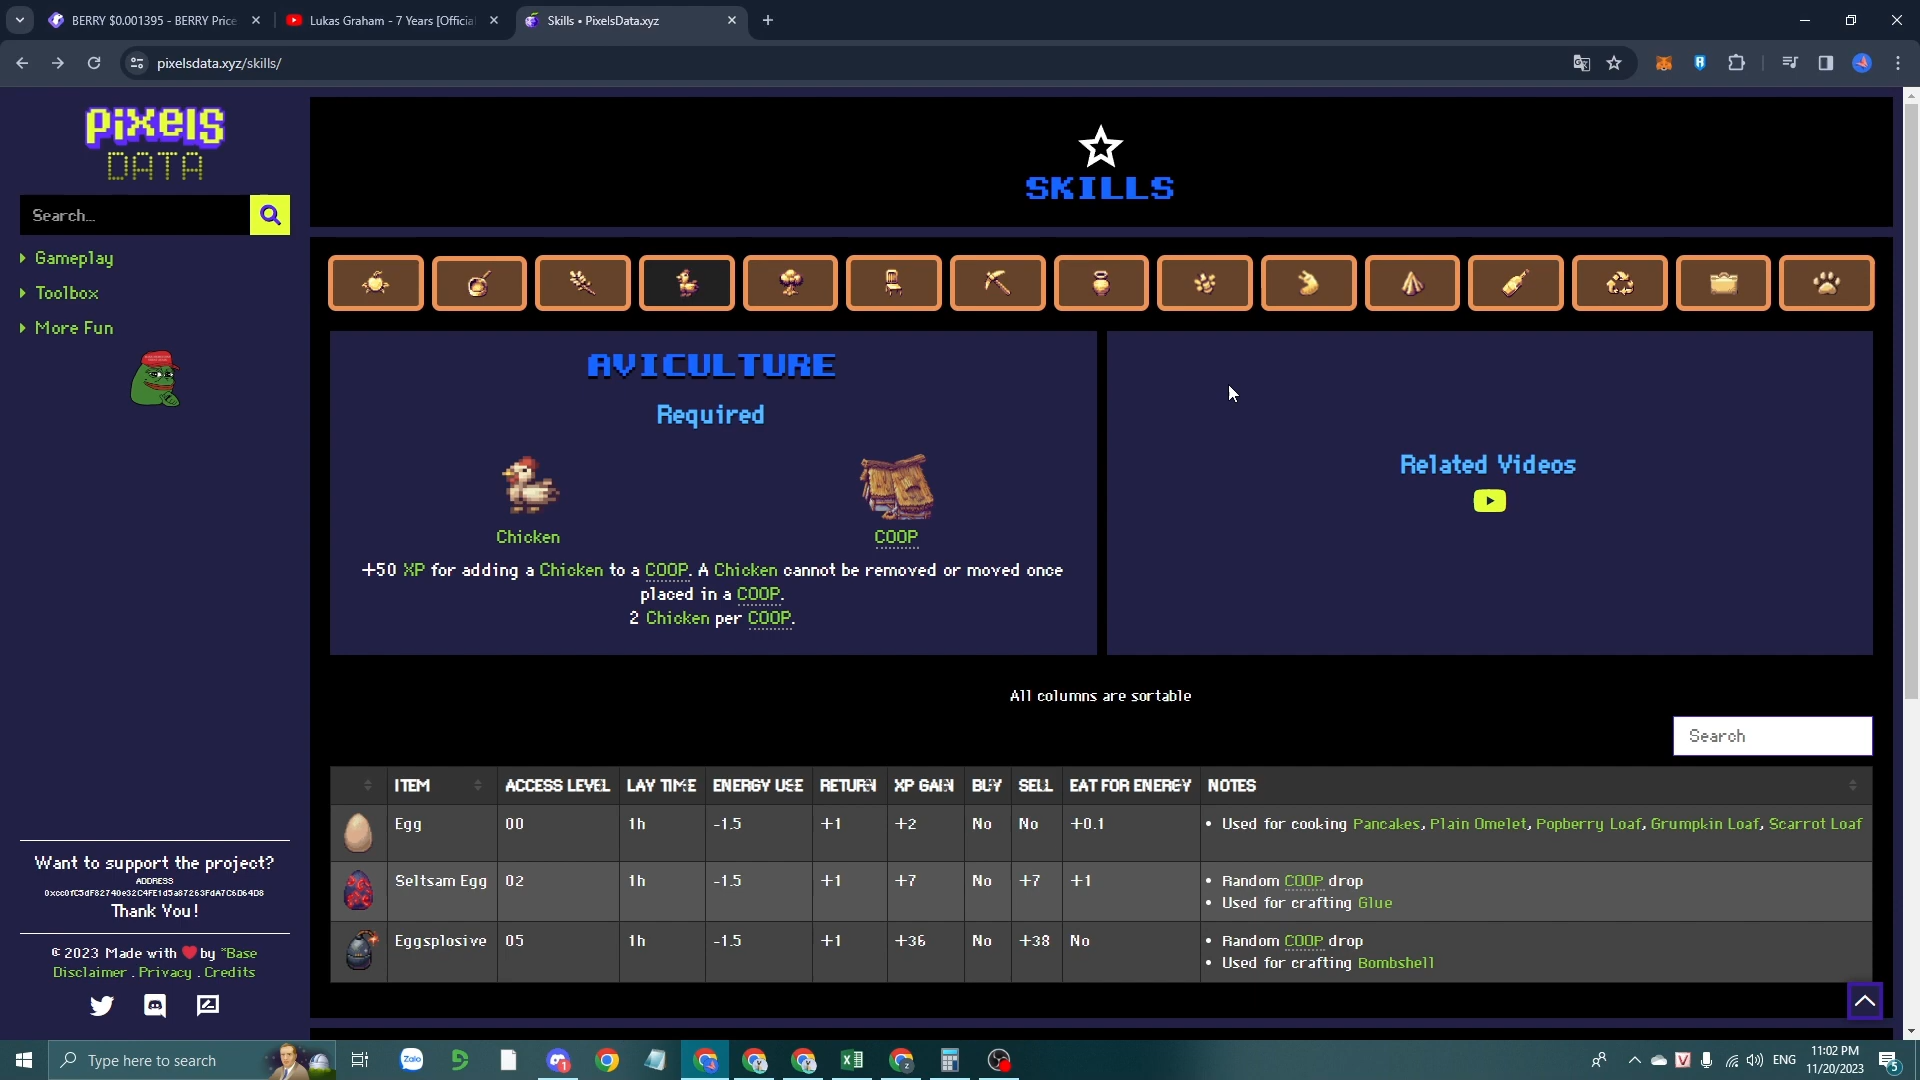 BERRY $0.001395 - BERRY Price
Lukas Graham - 7 Years [Official
Skills • PixelsData.xyz
pixelsdata.xyz/skills/
pixels
DATA
Search...
Gameplay
Toolbox
More Fun
SKILLS
AVICULTURE
Required
Chicken
COOP
+50 XP for adding a Chicken to a COOP. A Chicken cannot be removed or moved once
placed in a COOP.
2 Chicken per COOP.
Related Videos
All columns are sortable
Search
ITEM ACCESS LEVEL LAY TIME ENERGY USE RETURN XP GAIN BUY SELL EAT FOR ENERGY NOTES
Egg 00 1h -1.5 +1 +2 No No +0.1 • Used for cooking Pancakes, Plain Omelet, Popberry Loaf, Grumpkin Loaf, Scarrot Loaf
Seltsam Egg 02 1h -1.5 +1 +7 No +7 +1 • Random COOP drop
• Used for crafting Glue
Eggsplosive 05 1h -1.5 +1 +36 No +38 No • Random COOP drop
• Used for crafting Bombshell
Want to support the project?
ADDRESS
Thank You!
© 2023 Made with ❤ by *Base
Disclaimer . Privacy . Credits
Type here to search
Zalo
1
ENG
11:02 PM
11/20/2023
5